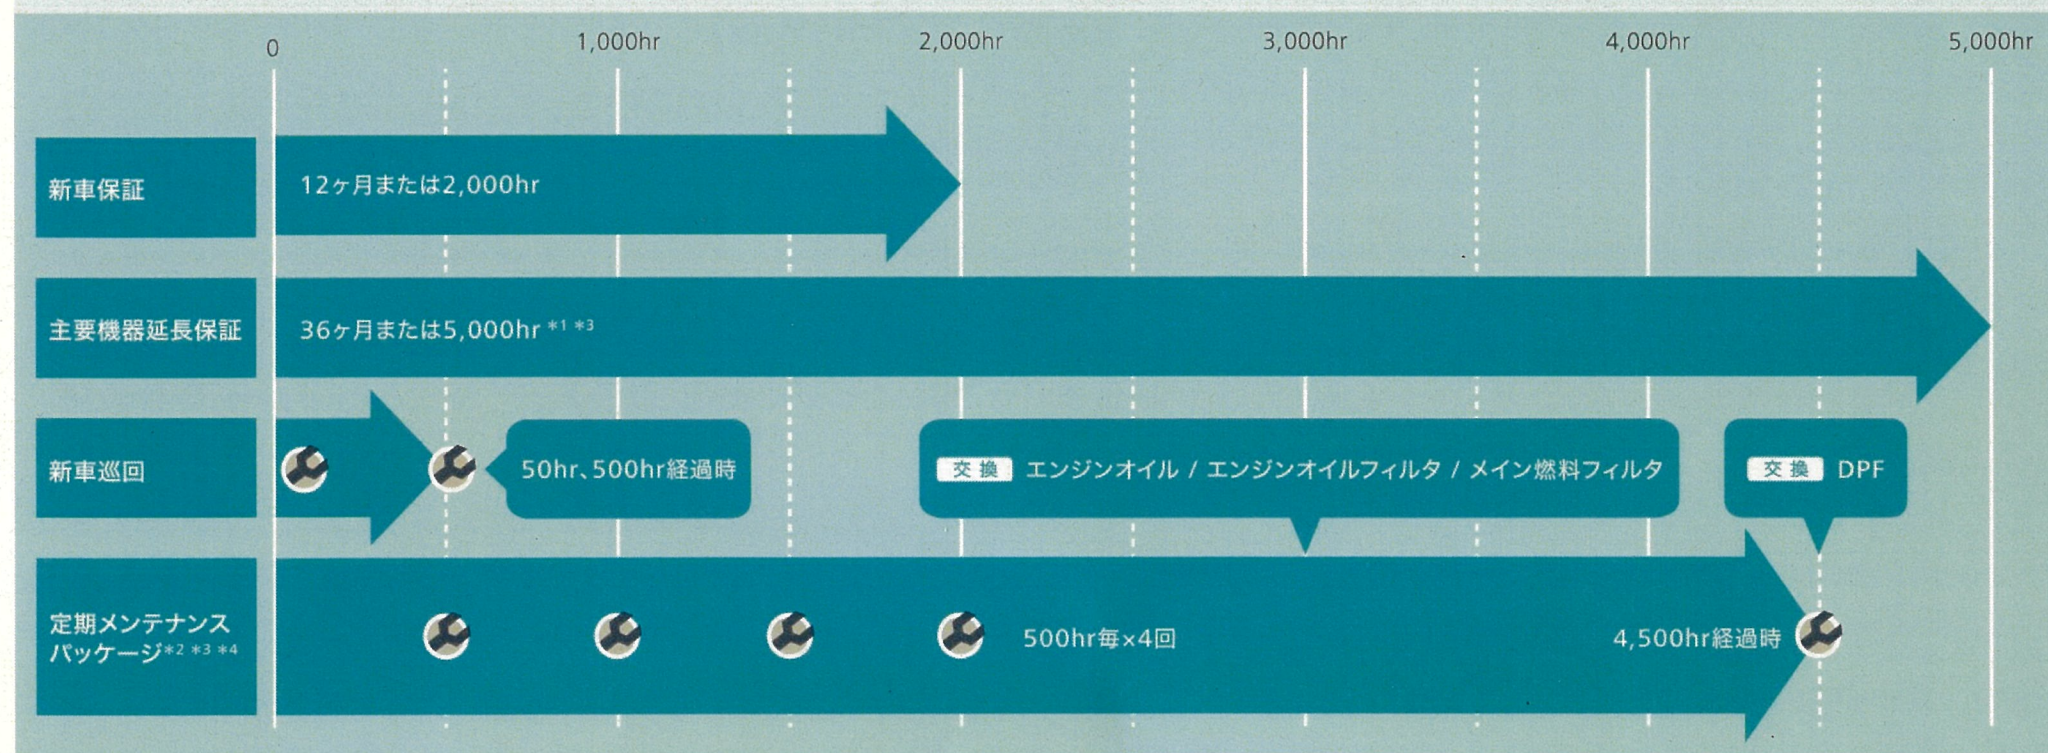 0
1,000hr
2,000hr
3,000hr
4,000hr
5,000hr
新車保証
12ヶ月または2,000hr
主要機器延長保証
36ヶ月または5,000hr *1 *3
新車巡回
50hr、500hr経過時
交換 エンジンオイル / エンジンオイルフィルタ / メイン燃料フィルタ
交換 DPF
定期メンテナンス
パッケージ*2 *3 *4
500hr毎×4回
4,500hr経過時